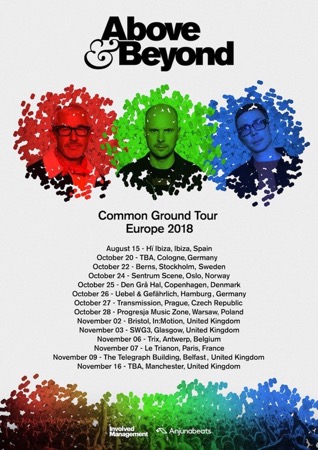 Above
& Beyond
Common Ground Tour
Europe 2018
August 15 - Hï Ibiza, Ibiza, Spain
October 20 - TBA, Cologne, Germany
October 22 - Berns, Stockholm, Sweden
October 24 - Sentrum Scene, Oslo, Norway
October 25 - Den Grå Hal, Copenhagen, Denmark
October 26 - Uebel & Gefährlich, Hamburg, Germany
October 27 - Transmission, Prague, Czech Republic
October 28 - Progresja Music Zone, Warsaw, Poland
November 02 - Bristol, In:Motion, United Kingdom
November 03 - SWG3, Glasgow, United Kingdom
November 06 - Trix, Antwerp, Belgium
November 07 - Le Trianon, Paris, France
November 09 - The Telegraph Building, Belfast, United Kingdom
November 16 - TBA, Manchester, United Kingdom
Involved
Management
Anjunabeats